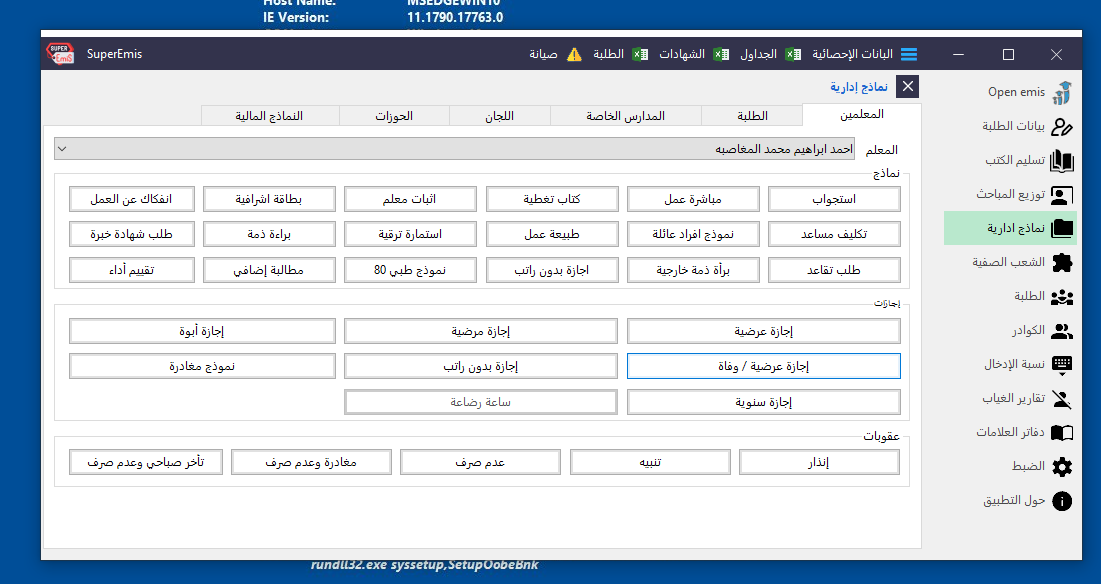 Host Name: MSEDGEWIN10
IE Version: 11.1790.17763.0
SUPER EmiS
SuperEmis
البانات الإحصائية الجداول الشهادات الطلبة صيانة
نماذج إدارية
المعلمين الطلبة المدارس الخاصة اللجان الحوزات النماذج المالية
المعلم احمد ابراهيم محمد المغاصبه
نماذج
استجواب مباشرة عمل كتاب تغطية اثبات معلم بطاقة اشرافية انفكاك عن العمل
تكليف مساعد نموذج افراد عائلة طبيعة عمل استمارة ترقية براءة ذمة طلب شهادة خبرة
طلب تقاعد برأة ذمة خارجية اجازة بدون راتب نموذج طبي 80 مطالبة إضافي تقييم أداء
إجازات
إجازة عرضية إجازة مرضية إجازة أبوة
إجازة عرضية / وفاة إجازة بدون راتب نموذج مغادرة
إجازة سنوية ساعة رضاعة
عقوبات
إنذار تنبيه عدم صرف مغادرة وعدم صرف تأخر صباحي وعدم صرف
Open emis
بيانات الطلبة
تسليم الكتب
توزيع المباحث
نماذج ادارية
الشعب الصفية
الطلبة
الكوادر
نسبة الإدخال
تقارير الغياب
دفاتر العلامات
الضبط
حول التطبيق
rundll32.exe syssetup,SetupOobeBnk